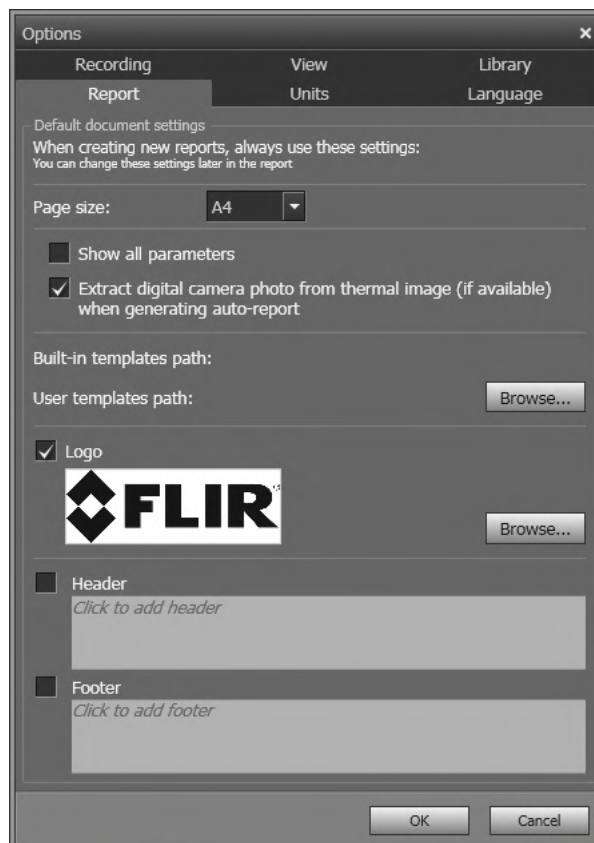 Options
Recording View Library
Report Units Language
Default document settings
When creating new reports, always use these settings:
You can change these settings later in the report
Page size: A4
Show all parameters
Extract digital camera photo from thermal image (if available)
when generating auto-report
Built-in templates path:
User templates path: Browse...
Logo
FLIR
Browse...
Header
Click to add header
Footer
Click to add footer
OK Cancel